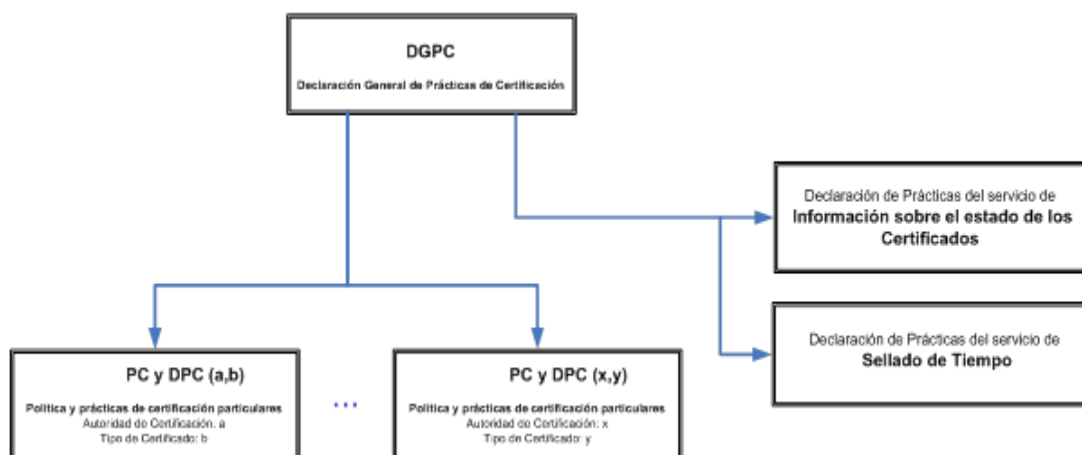 DGPC
Declaración General de Prácticas de Certificación
Declaración de Prácticas del servicio de
Información sobre el estado de los
Certificados
Declaración de Prácticas del servicio de
Sellado de Tiempo
PC y DPC (a,b)
Política y prácticas de certificación particulares
Autoridad de Certificación: a
Tipo de Certificado: b
...
PC y DPC (x,y)
Política y prácticas de certificación particulares
Autoridad de Certificación: x
Tipo de Certificado: y